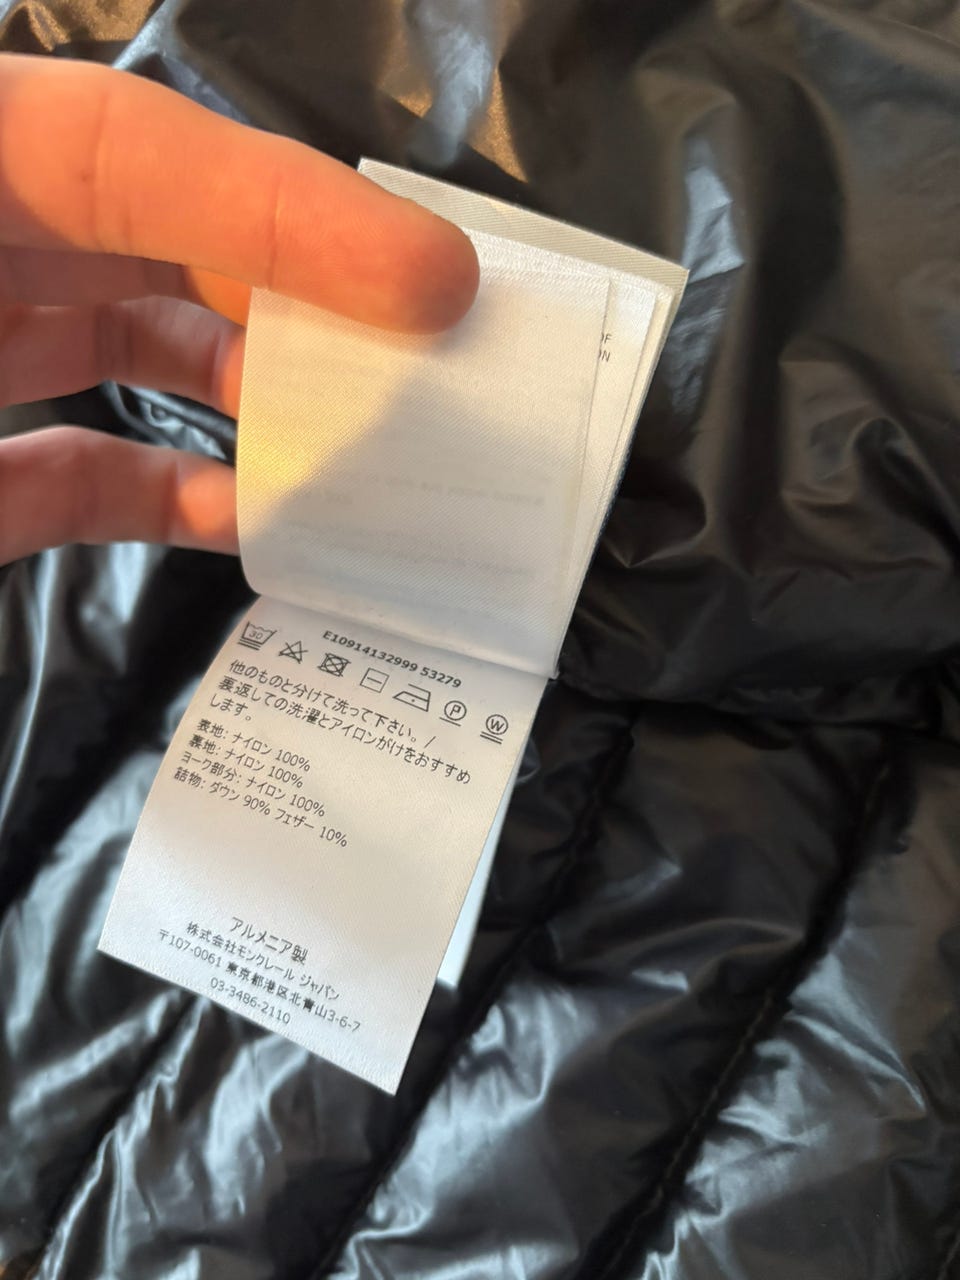 OF
ON
E10914132999 53279
30
P
W
他のものと分けて洗って下さい。/
裏返しての洗濯とアイロンがけをおすすめ
します。
表地: ナイロン 100%
裏地: ナイロン 100%
ヨーク部分: ナイロン 100%
詰物: ダウン 90% フェザー 10%
アルメニア製
株式会社モンクレール ジャパン
〒107-0061 東京都港区北青山3-6-7
03-3486-2110